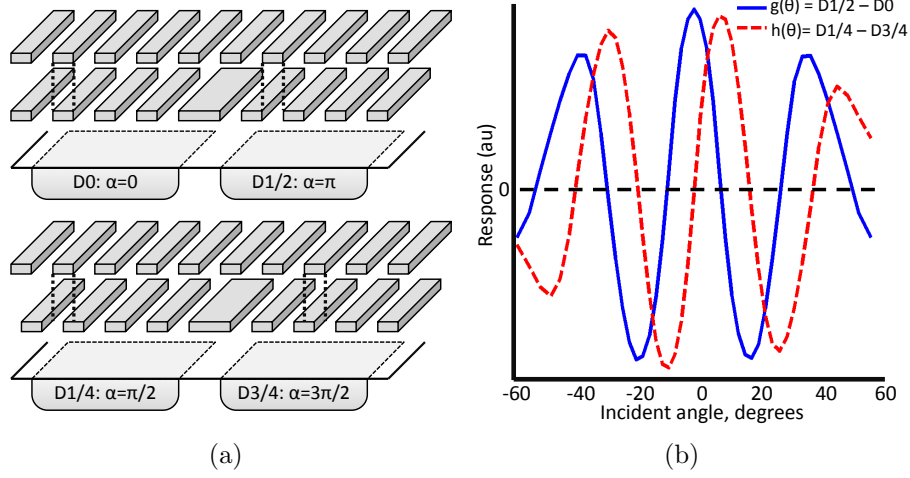 D0: α=0
D1/2: α=π
D1/4: α=π/2
D3/4: α=3π/2
(a)
g(θ) = D1/2 – D0
h(θ)= D1/4 – D3/4
Response (au)
0
-60
-40
-20
0
20
40
60
Incident angle, degrees
(b)